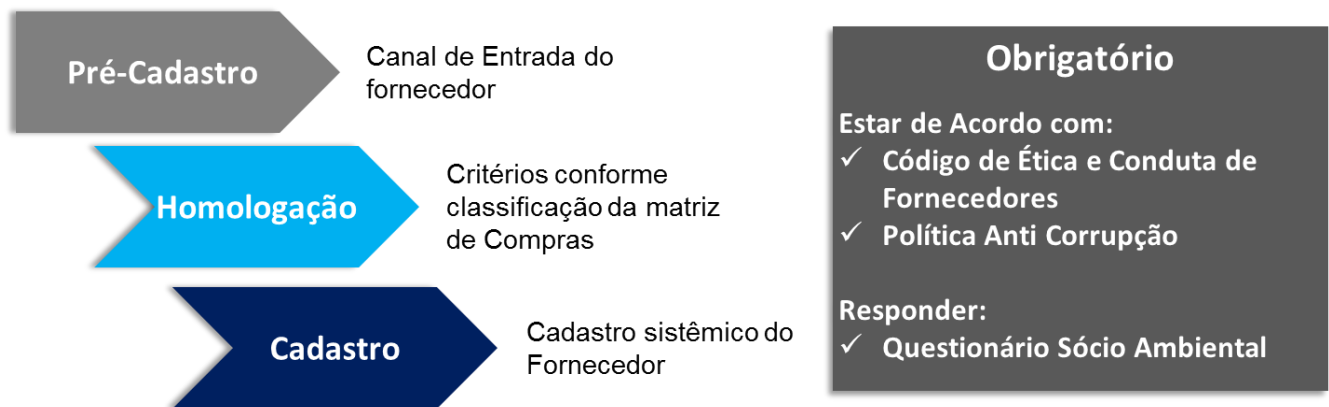 Pré-Cadastro
Canal de Entrada do
fornecedor
Homologação
Critérios conforme
classificação da matriz
de Compras
Cadastro
Cadastro sistêmico do
Fornecedor
Obrigatório
Estar de Acordo com:
✓ Código de Ética e Conduta de
Fornecedores
✓ Política Anti Corrupção
Responder:
✓ Questionário Sócio Ambiental